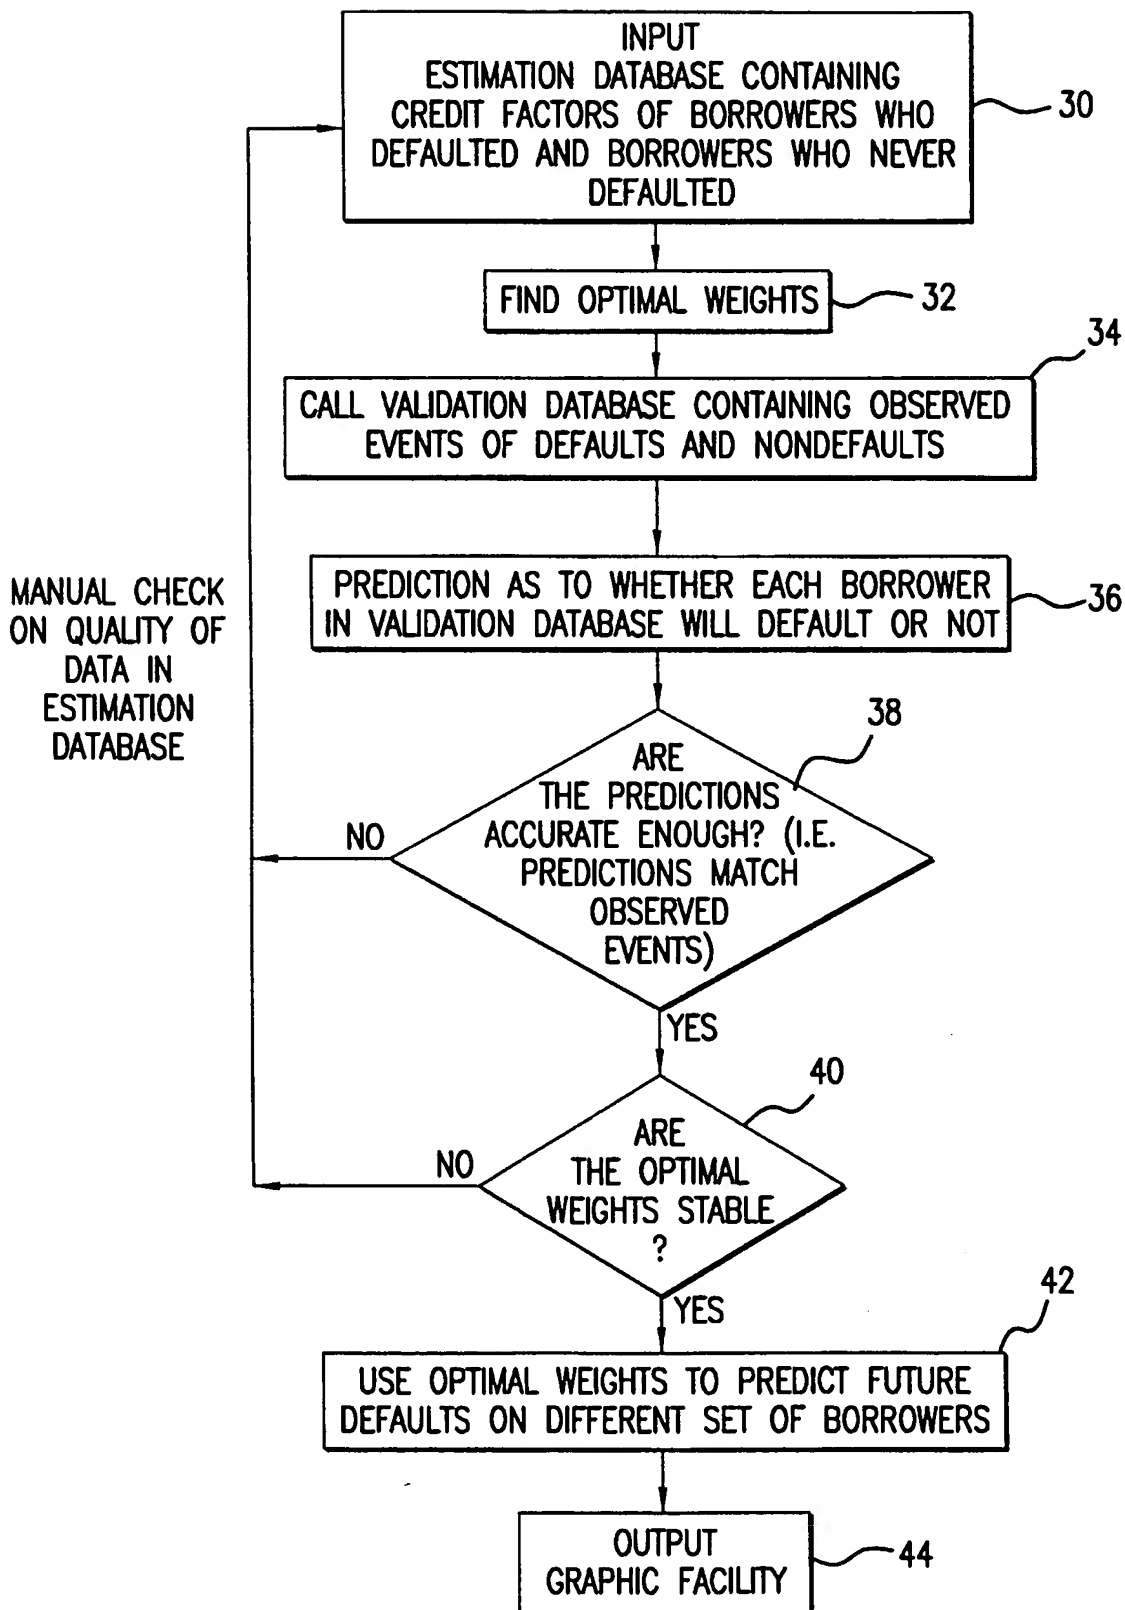 INPUT
ESTIMATION DATABASE CONTAINING
CREDIT FACTORS OF BORROWERS WHO
DEFAULTED AND BORROWERS WHO NEVER
DEFAULTED
30
FIND OPTIMAL WEIGHTS
32
34
CALL VALIDATION DATABASE CONTAINING OBSERVED
EVENTS OF DEFAULTS AND NONDEFAULTS
PREDICTION AS TO WHETHER EACH BORROWER
IN VALIDATION DATABASE WILL DEFAULT OR NOT
36
MANUAL CHECK
ON QUALITY OF
DATA IN
ESTIMATION
DATABASE
38
ARE
THE PREDICTIONS
ACCURATE ENOUGH? (I.E.
PREDICTIONS MATCH
OBSERVED
EVENTS)
NO
YES
40
ARE
THE OPTIMAL
WEIGHTS STABLE
?
NO
YES
42
USE OPTIMAL WEIGHTS TO PREDICT FUTURE
DEFAULTS ON DIFFERENT SET OF BORROWERS
OUTPUT
GRAPHIC FACILITY
44